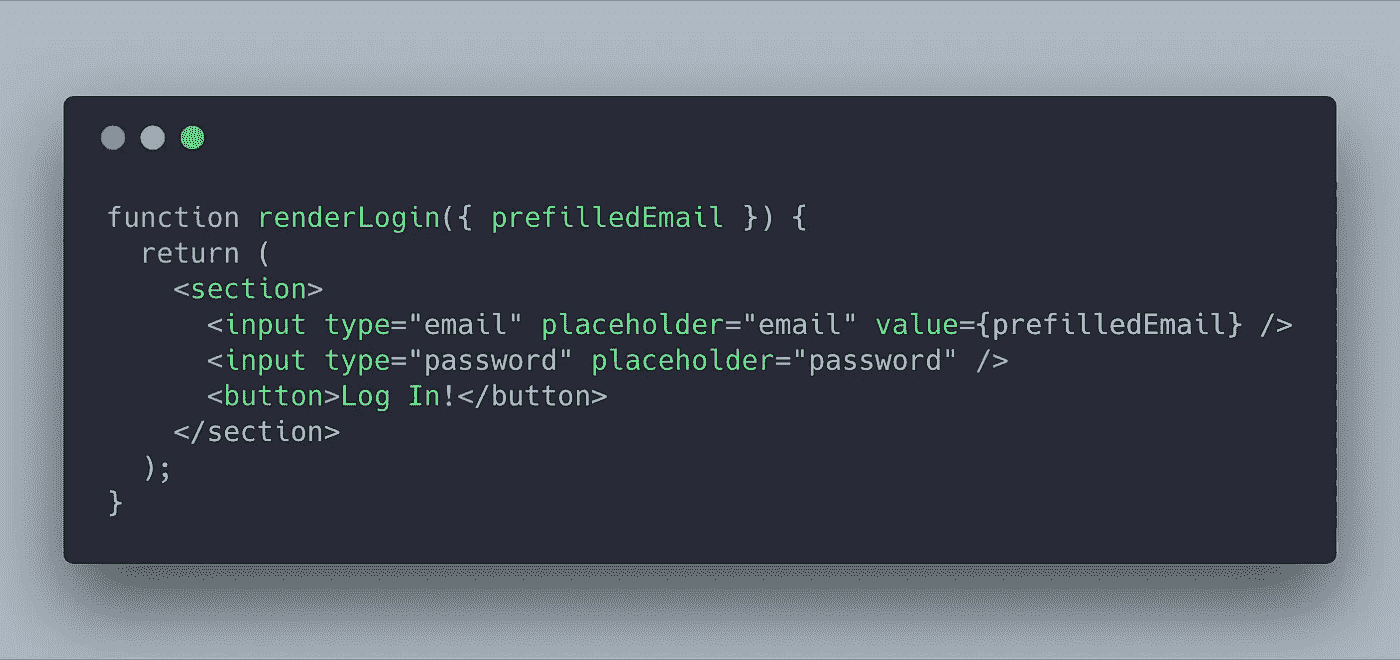 function renderLogin({ prefilledEmail }) {
  return (
    <section>
      <input type="email" placeholder="email" value={prefilledEmail} />
      <input type="password" placeholder="password" />
      <button>Log In!</button>
    </section>
  );
}